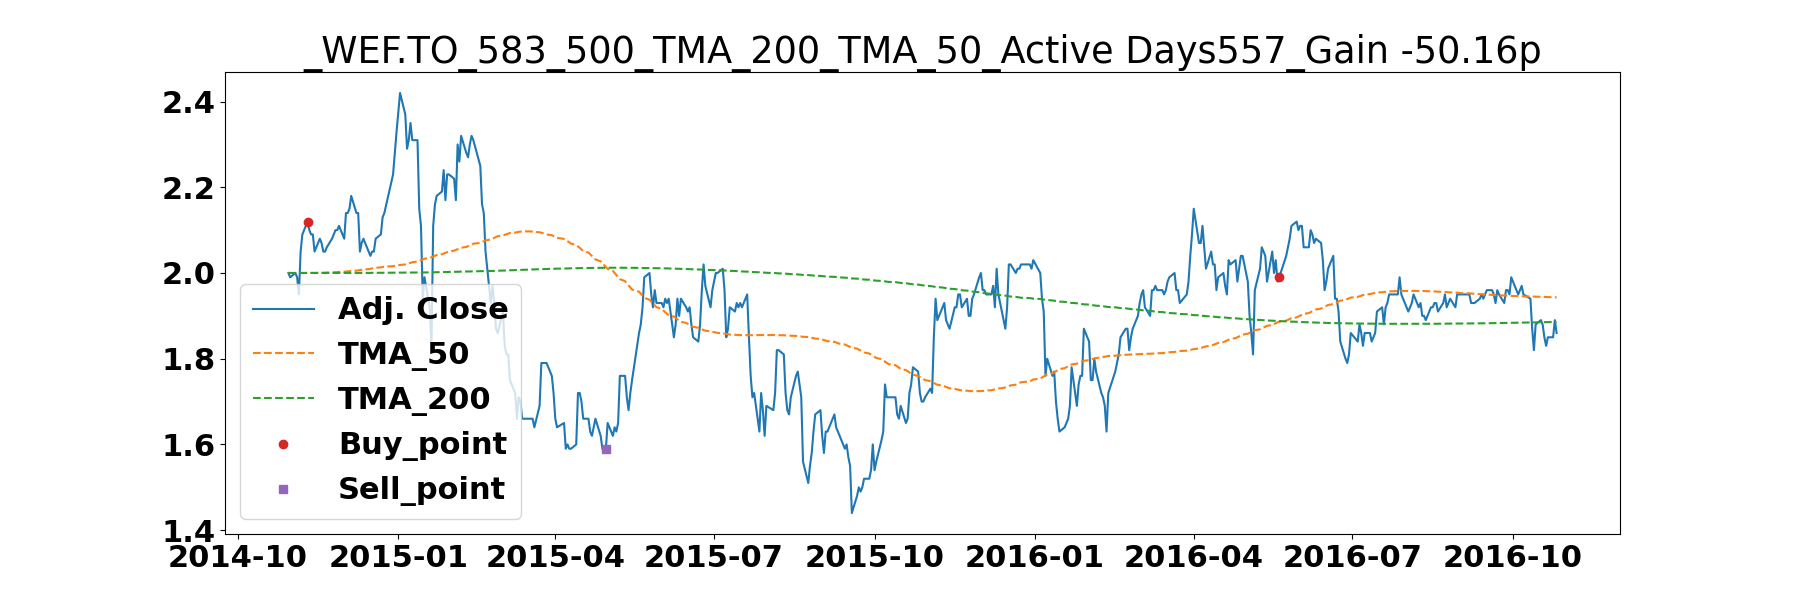 _WEF.TO_583_500_TMA_200_TMA_50_Active Days557_Gain -50.16p
2.4
2.2
2.0
1.8
1.6
1.4
Adj. Close
TMA_50
TMA_200
Buy_point
Sell_point
2014-10 2015-01 2015-04 2015-07 2015-10 2016-01 2016-04 2016-07 2016-10